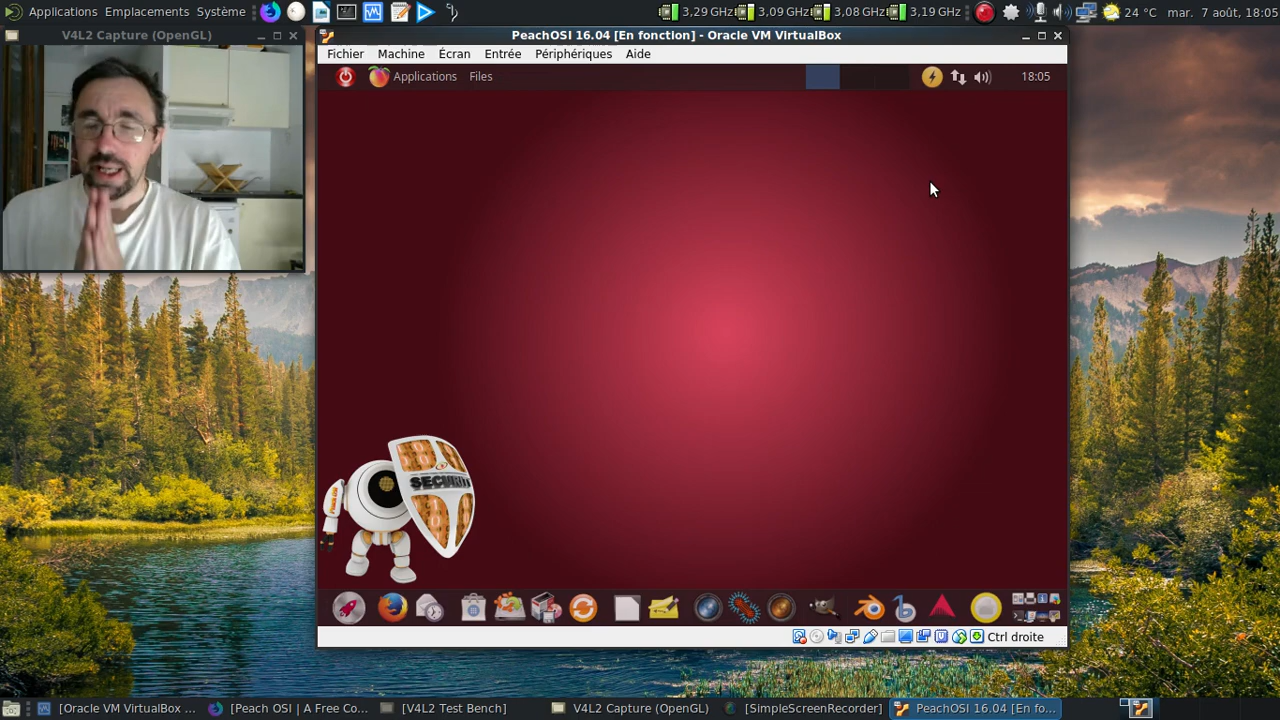 Applications Emplacements Système
3,29 GHz 3,09 GHz 3,08 GHz 3,19 GHz
24 °C mar. 7 août, 18:05
V4L2 Capture (OpenGL)
PeachOSI 16.04 [En fonction] - Oracle VM VirtualBox
Fichier Machine Écran Entrée Périphériques Aide
Applications Files 18:05
SECURITY
Ctrl droite
[Oracle VM VirtualBox ... [Peach OSI | A Free Co... [V4L2 Test Bench] V4L2 Capture (OpenGL) [SimpleScreenRecorder] PeachOSI 16.04 [En fo...